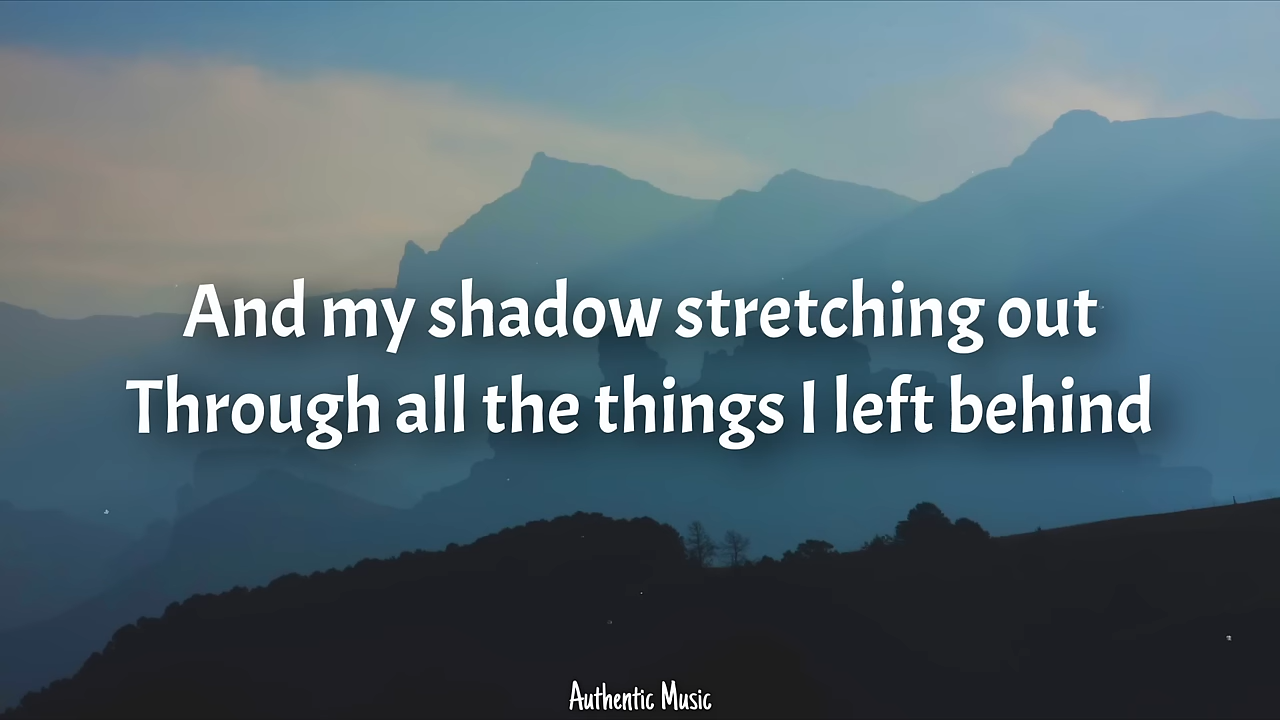 And my shadow stretching out
Through all the things I left behind
Authentic Music